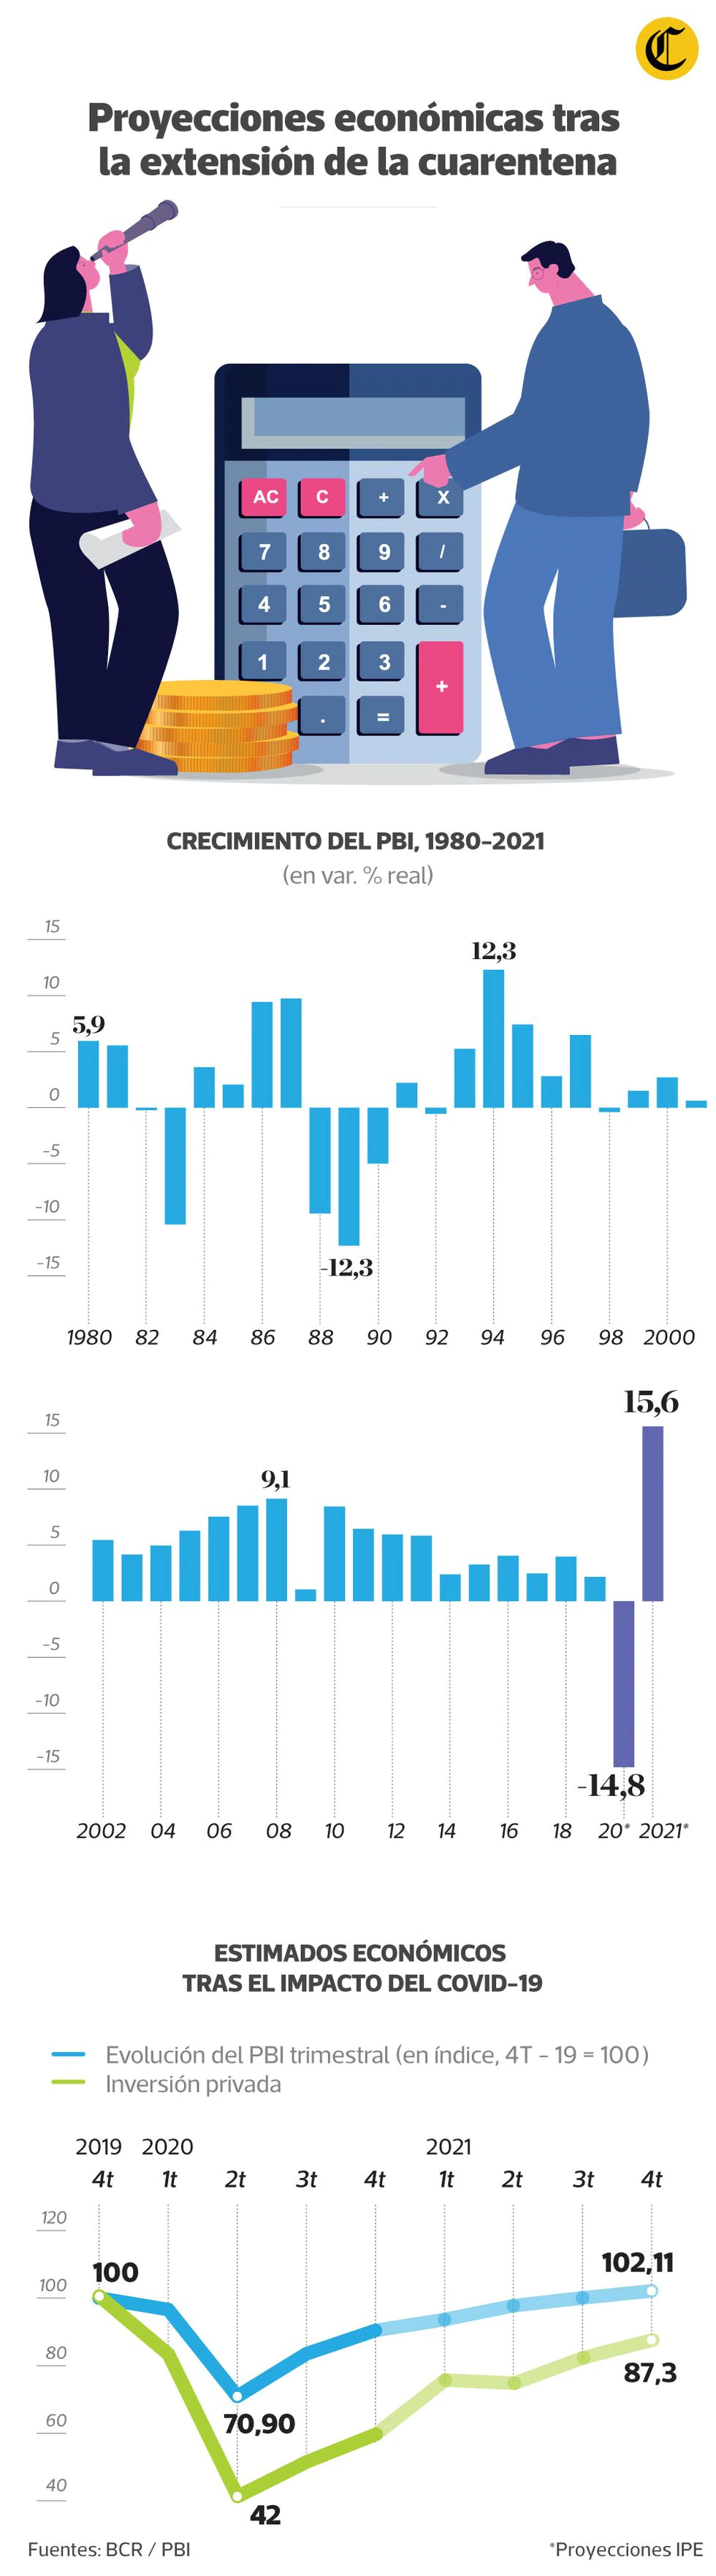 C
Proyecciones económicas tras
la extensión de la cuarentena
AC C + X
7 8 9 /
4 5 6 -
1 2 3 +
. =
CRECIMIENTO DEL PBI, 1980-2021
(en var. % real)
15
12,3
10
5,9
5
0
-5
-10
-15
-12,3
1980 82 84 86 88 90 92 94 96 98 2000
15,6
15
10
9,1
5
0
-5
-10
-15
-14,8
2002 04 06 08 10 12 14 16 18 20* 2021*
ESTIMADOS ECONÓMICOS
TRAS EL IMPACTO DEL COVID-19
Evolución del PBI trimestral (en índice, 4T - 19 = 100)
Inversión privada
2019 2020 2021
4t 1t 2t 3t 4t 1t 2t 3t 4t
120
100
102,11
100
80
87,3
60
70,90
40
42
Fuentes: BCR / PBI *Proyecciones IPE